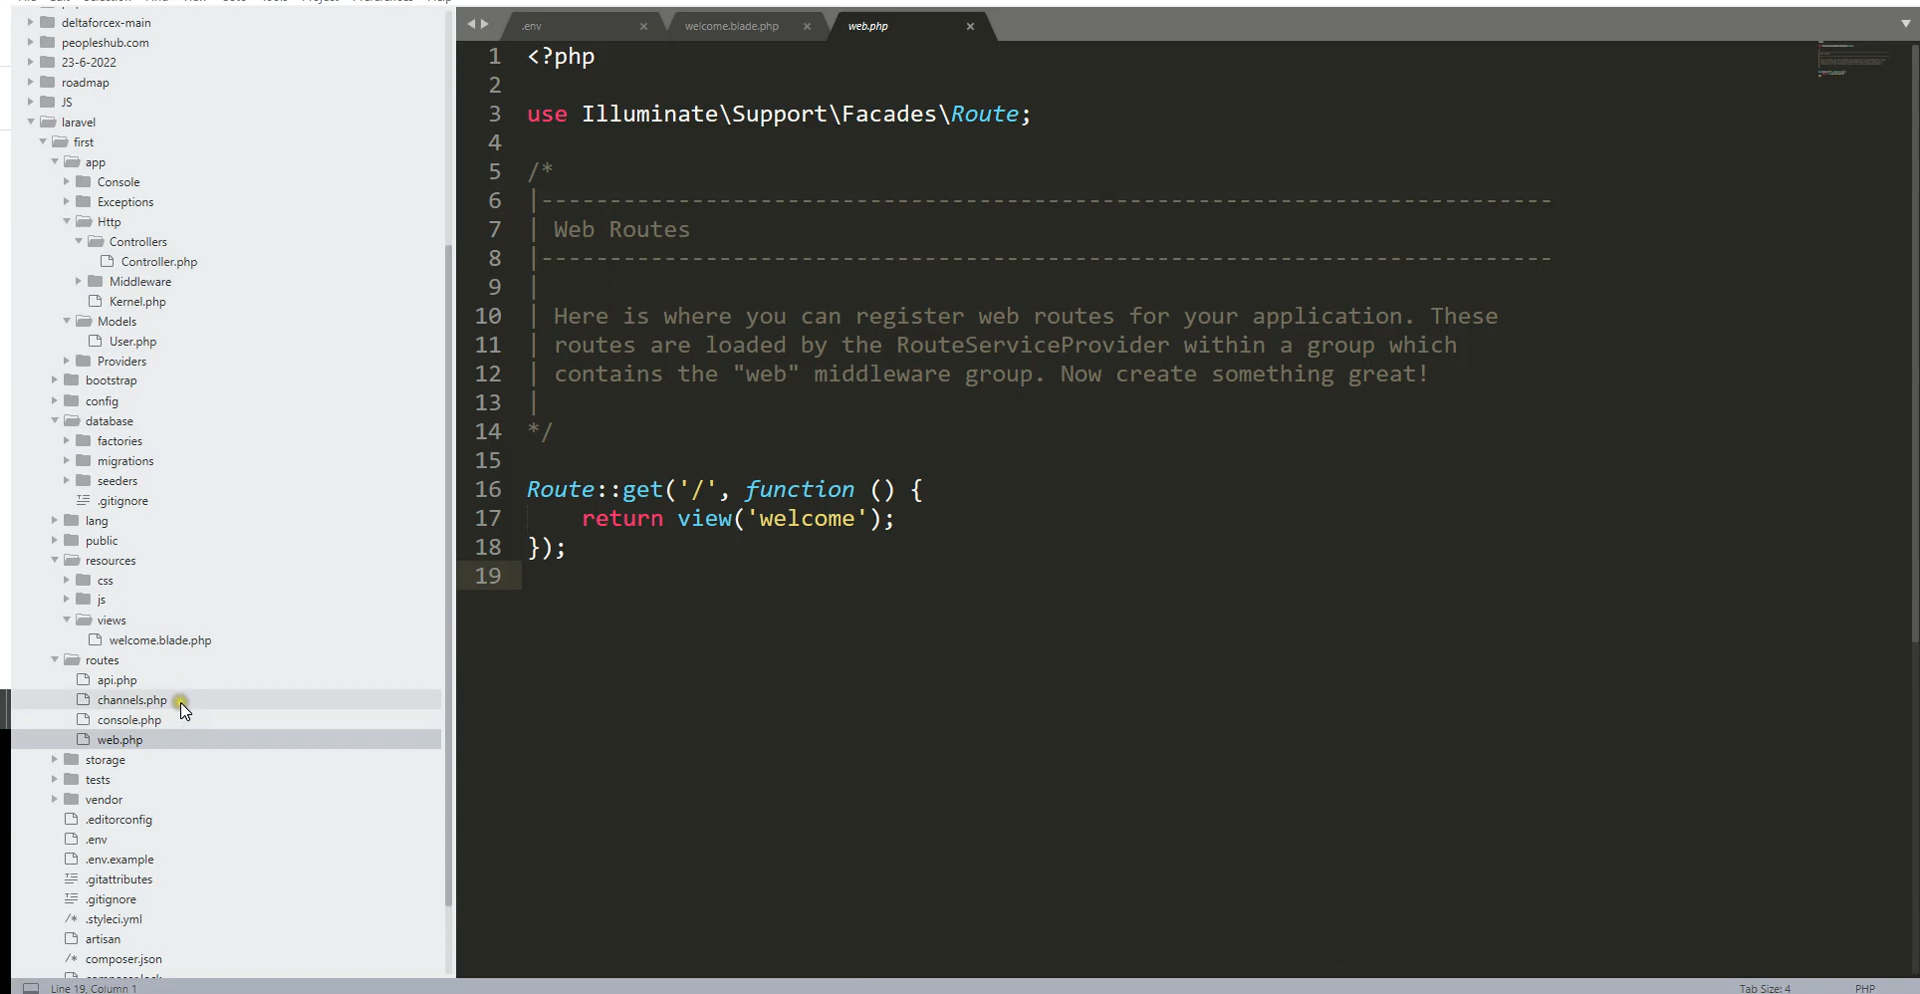 deltaforcex-main
peopleshub.com
23-6-2022
roadmap
JS
laravel
first
app
Console
Exceptions
Http
Controllers
Controller.php
Middleware
Kernel.php
Models
User.php
Providers
bootstrap
config
database
factories
migrations
seeders
.gitignore
lang
public
resources
css
js
views
welcome.blade.php
routes
api.php
channels.php
console.php
web.php
storage
tests
vendor
.editorconfig
.env
.env.example
.gitattributes
.gitignore
/* .styleci.yml
artisan
/* composer.json
.env × welcome.blade.php × web.php ×
1 <?php
2
3 use Illuminate\Support\Facades\Route;
4
5 /*
6 |--------------------------------------------------------------------------
7 | Web Routes
8 |--------------------------------------------------------------------------
9 |
10 | Here is where you can register web routes for your application. These
11 | routes are loaded by the RouteServiceProvider within a group which
12 | contains the "web" middleware group. Now create something great!
13 |
14 */
15
16 Route::get('/', function () {
17     return view('welcome');
18 });
19
Line 19, Column 1 Tab Size: 4 PHP